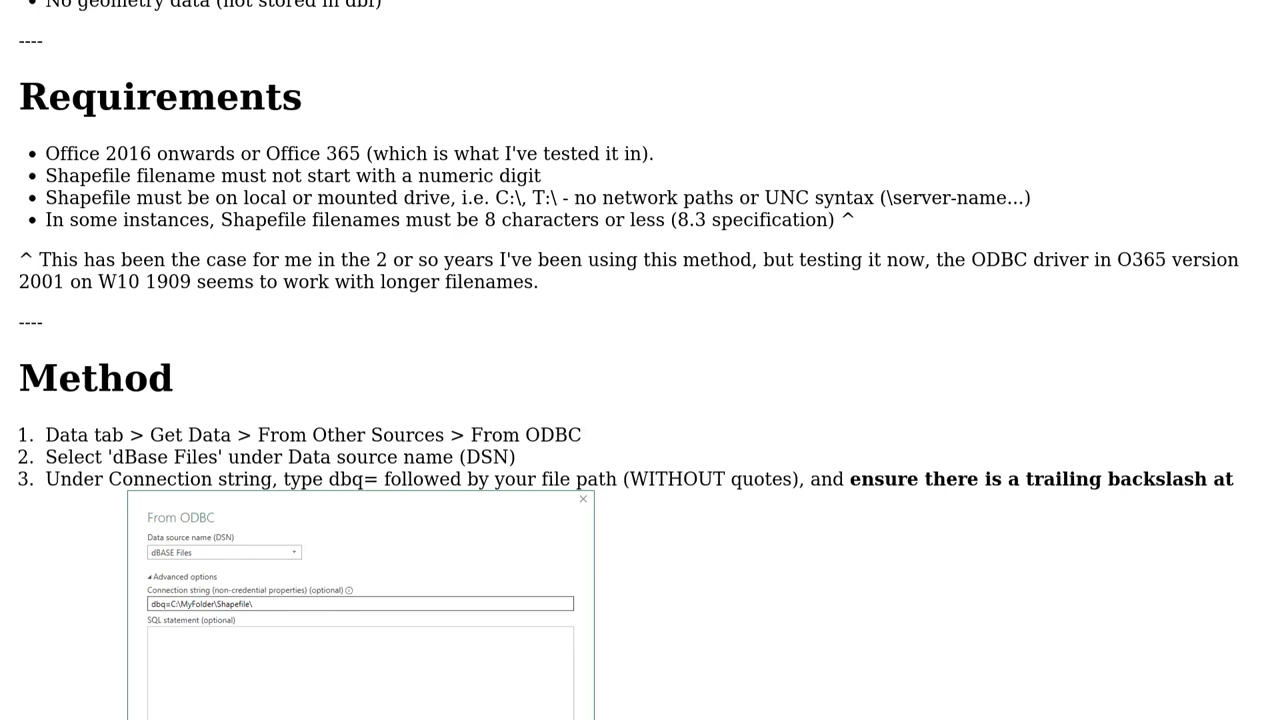 • No geometry data (not stored in dbf)
----
Requirements
• Office 2016 onwards or Office 365 (which is what I've tested it in).
• Shapefile filename must not start with a numeric digit
• Shapefile must be on local or mounted drive, i.e. C:\, T:\ - no network paths or UNC syntax (\server-name...)
• In some instances, Shapefile filenames must be 8 characters or less (8.3 specification) ^
^ This has been the case for me in the 2 or so years I've been using this method, but testing it now, the ODBC driver in O365 version
2001 on W10 1909 seems to work with longer filenames.
----
Method
1. Data tab > Get Data > From Other Sources > From ODBC
2. Select 'dBase Files' under Data source name (DSN)
3. Under Connection string, type dbq= followed by your file path (WITHOUT quotes), and ensure there is a trailing backslash at
From ODBC
Data source name (DSN)
dBASE Files
Advanced options
Connection string (non-credential properties) (optional)
dbq=C:\MyFolder\Shapefile\
SQL statement (optional)